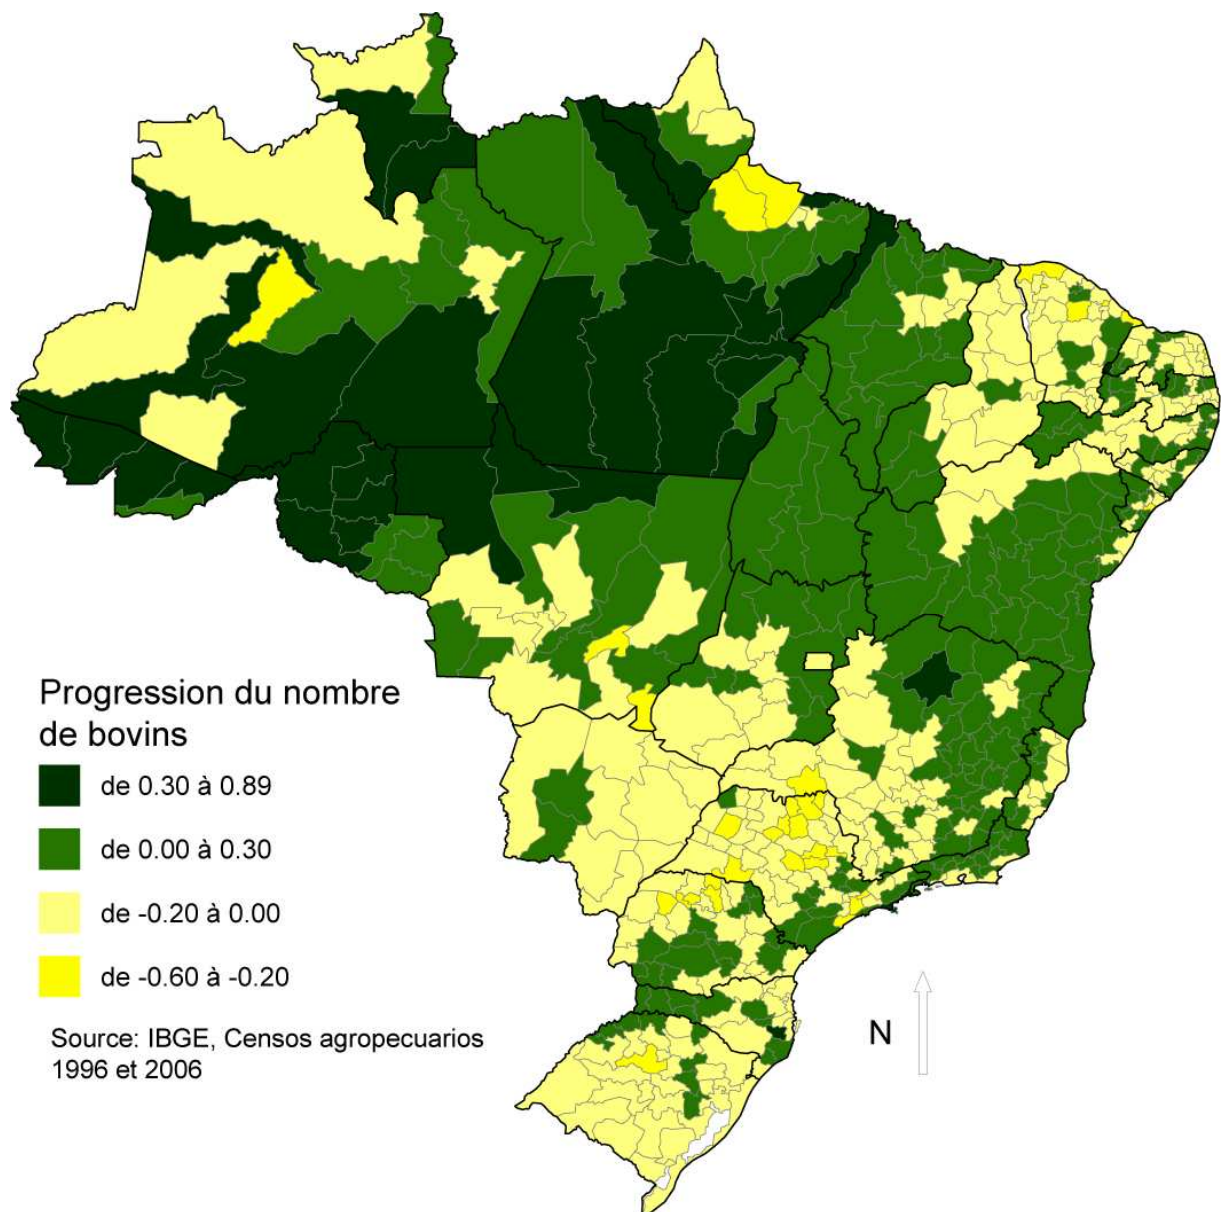 Progression du nombre
de bovins
de 0.30 à 0.89
de 0.00 à 0.30
de -0.20 à 0.00
de -0.60 à -0.20
Source: IBGE, Censos agropecuarios
1996 et 2006
N